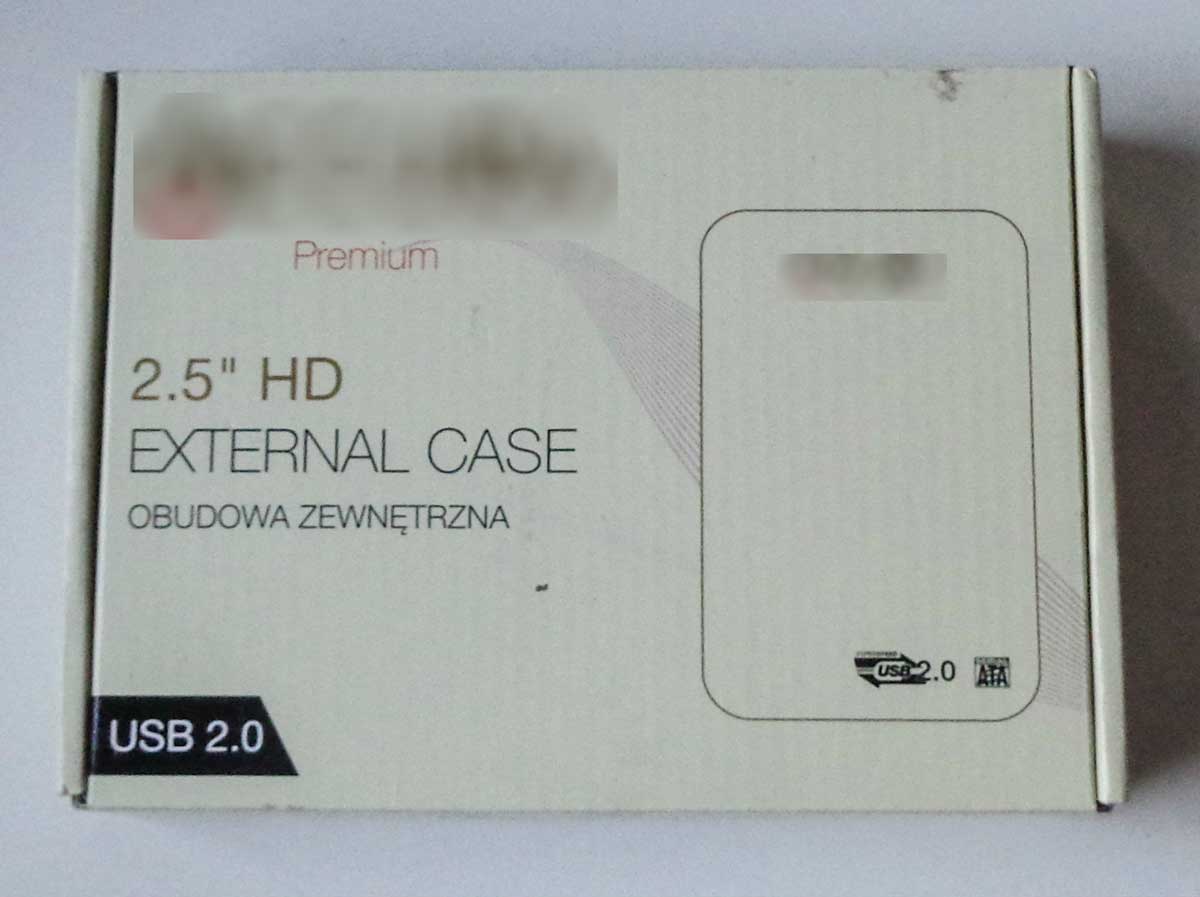 Premium
2.5" HD
EXTERNAL CASE
OBUDOWA ZEWNĘTRZNA
USB 2.0
USB 2.0
ATA